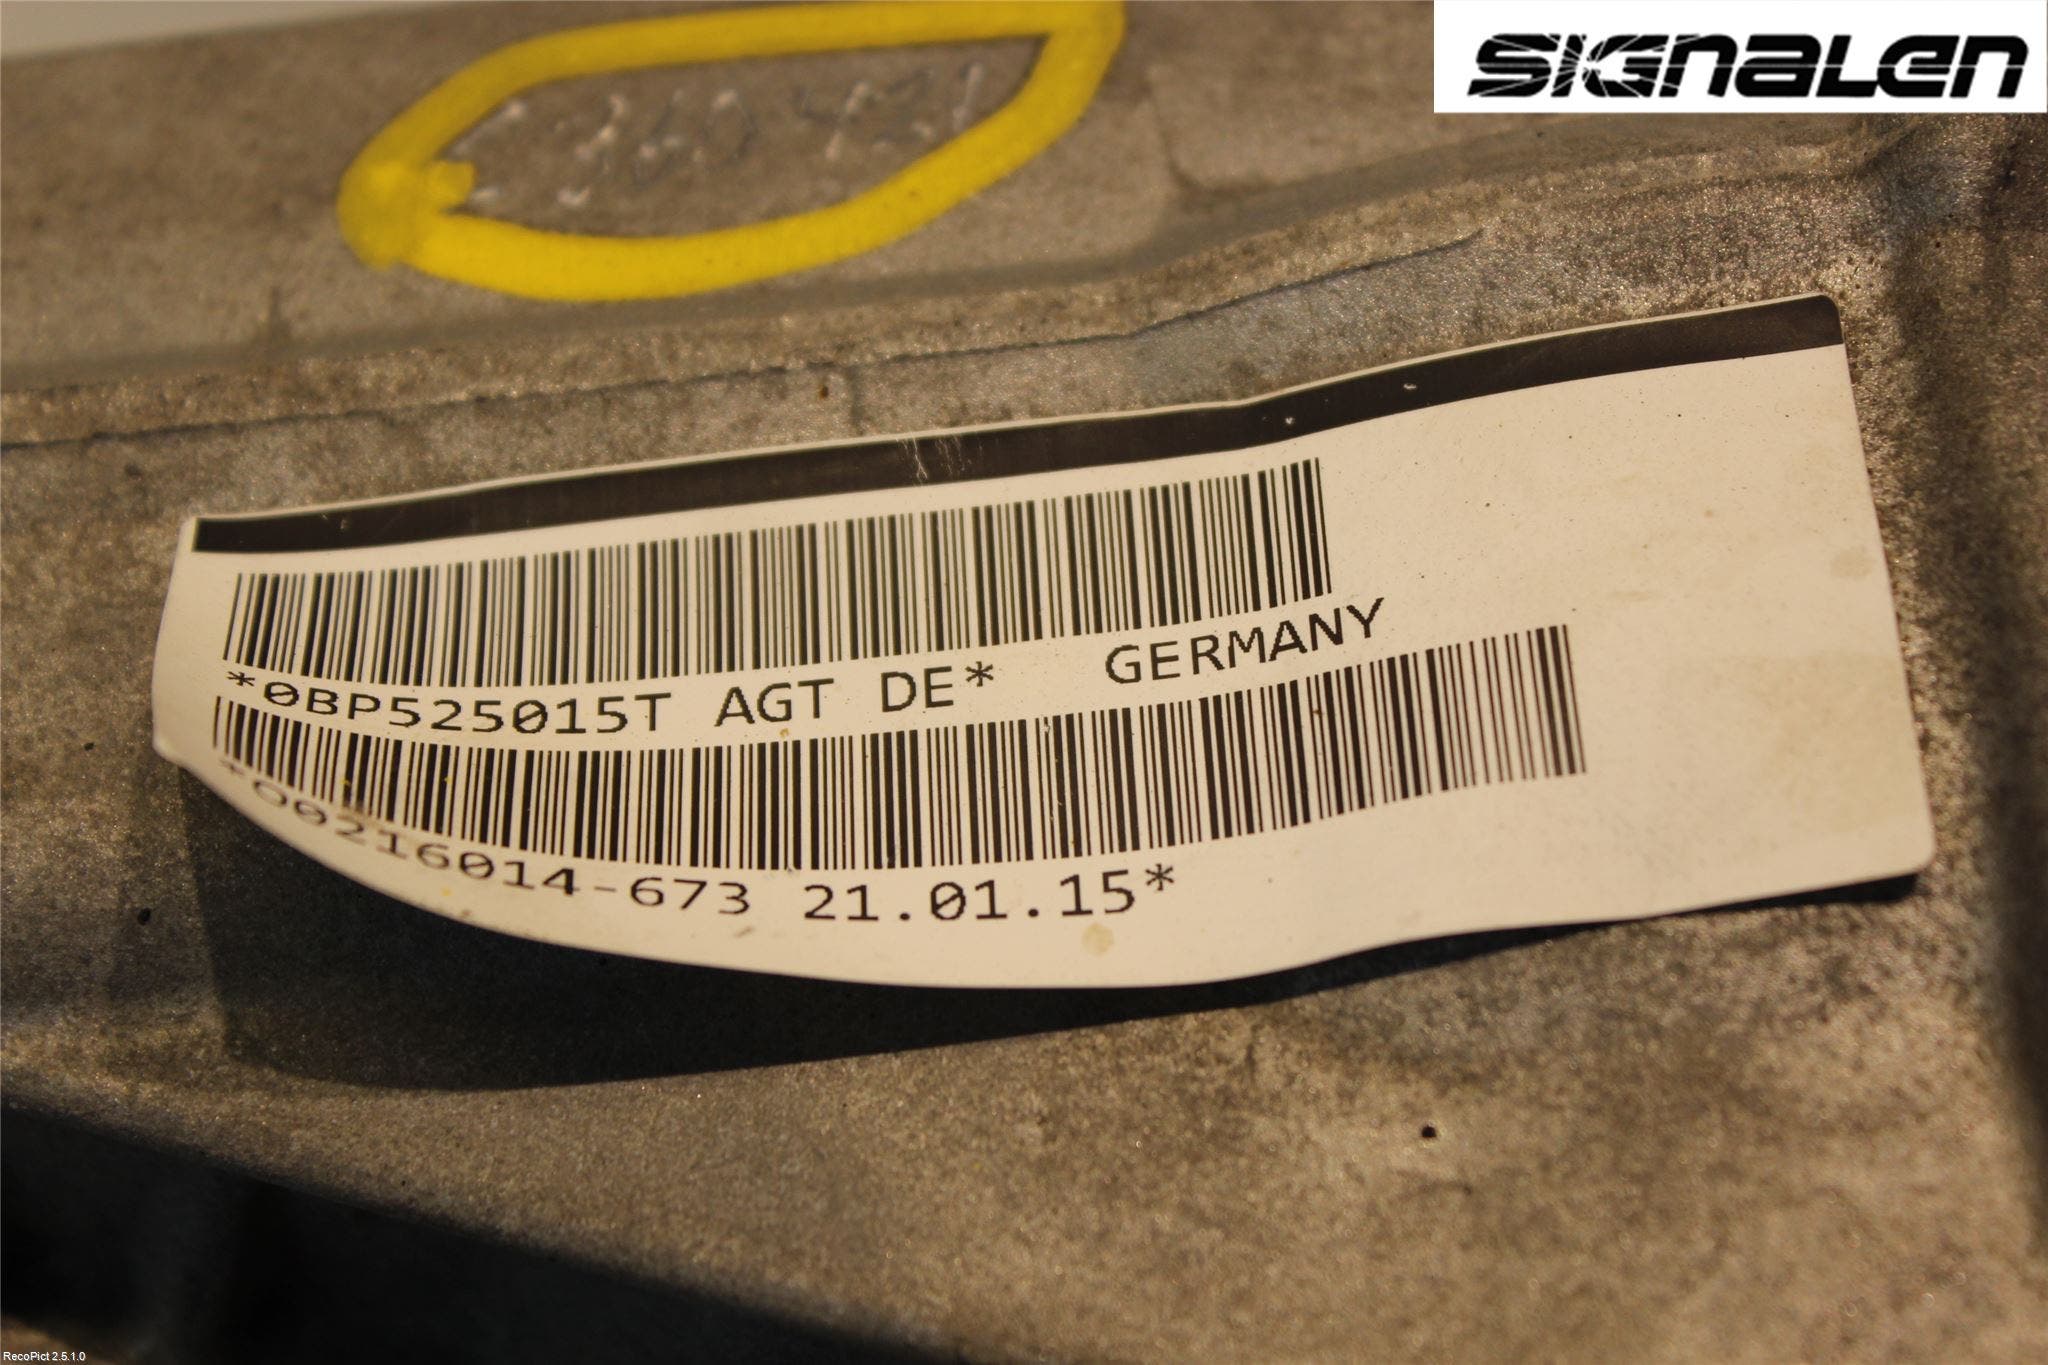 SIGNALEN
*0BP525015T AGT DE* GERMANY
*00216014-673 21.01.15*
RecoPict 2.5.1.0